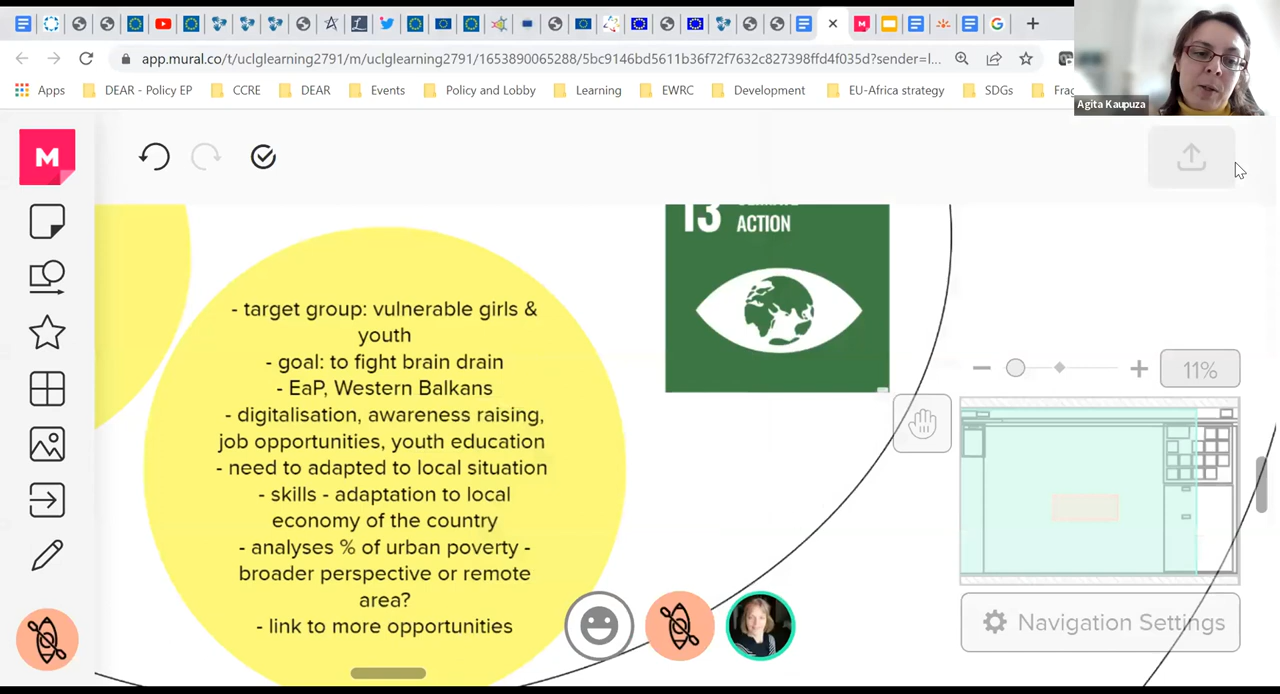 app.mural.co/t/uclglearning2791/m/uclglearning2791/1653890065288/5bc9146bd5611b36f72f7632c827398ffd4f035d?sender=l...
Apps
DEAR - Policy EP
CCRE
DEAR
Events
Policy and Lobby
Learning
EWRC
Development
EU-Africa strategy
SDGs
Frag
Agita Kaupuza
M
13
ACTION
- target group: vulnerable girls &
youth
- goal: to fight brain drain
- EaP, Western Balkans
- digitalisation, awareness raising,
job opportunities, youth education
- need to adapted to local situation
- skills - adaptation to local
economy of the country
- analyses % of urban poverty -
broader perspective or remote
area?
- link to more opportunities
11%
Navigation Settings